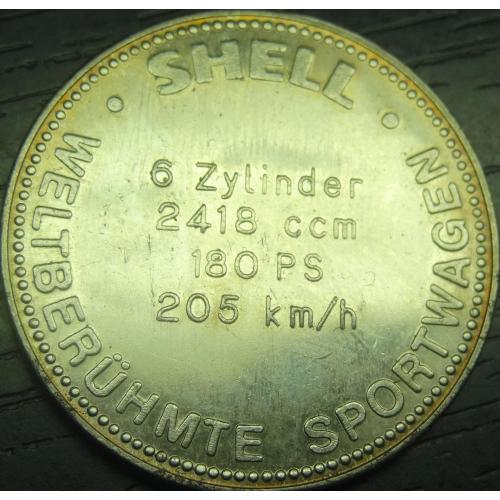 SHELL
6 Zylinder
2418 ccm
180 PS
205 km/h
WELTBERÜHMTE SPORTWAGEN